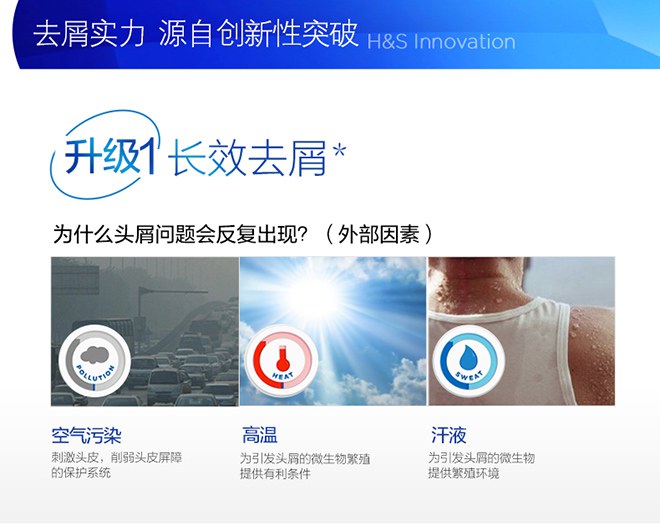 去屑实力 源自创新性突破 H&S Innovation
升级1 长效去屑*
为什么头屑问题会反复出现？（外部因素）
POLLUTION
HEAT
SWEAT
空气污染
刺激头皮，削弱头皮屏障
的保护系统
高温
为引发头屑的微生物繁殖
提供有利条件
汗液
为引发头屑的微生物
提供繁殖环境